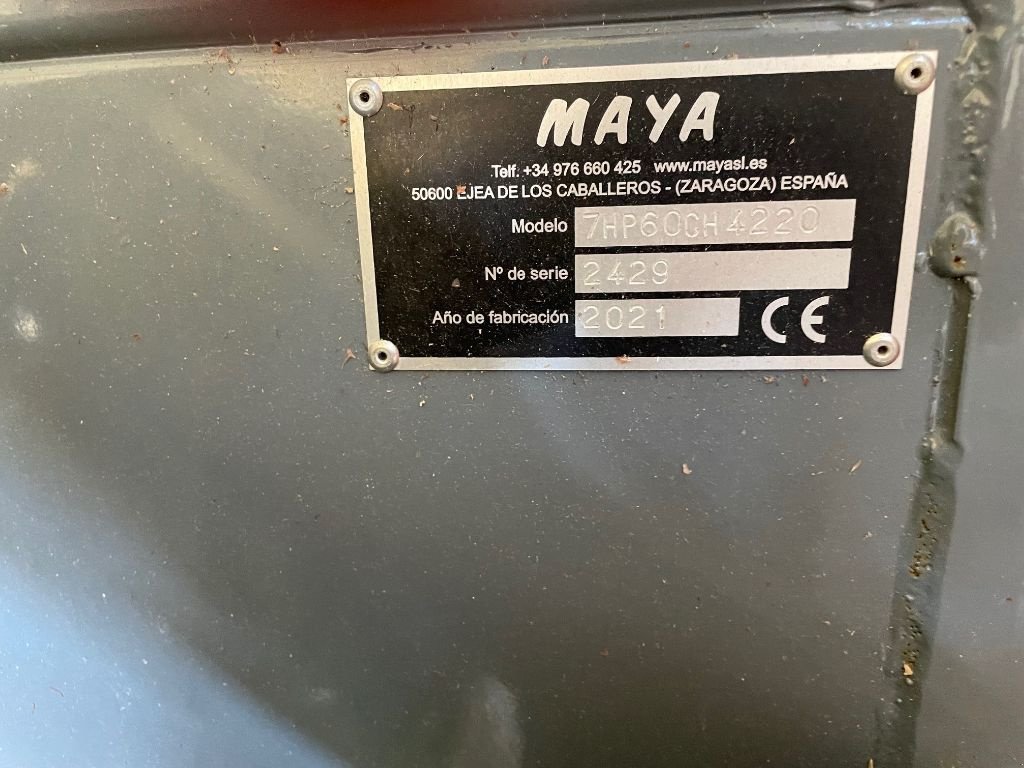 MAYA
Telf. +34 976 660 425 www.mayasl.es
50600 EJEA DE LOS CABALLEROS - (ZARAGOZA) ESPAÑA
Modelo 7HP60CH4220
Nº de serie 2429
Año de fabricación 2021 CE